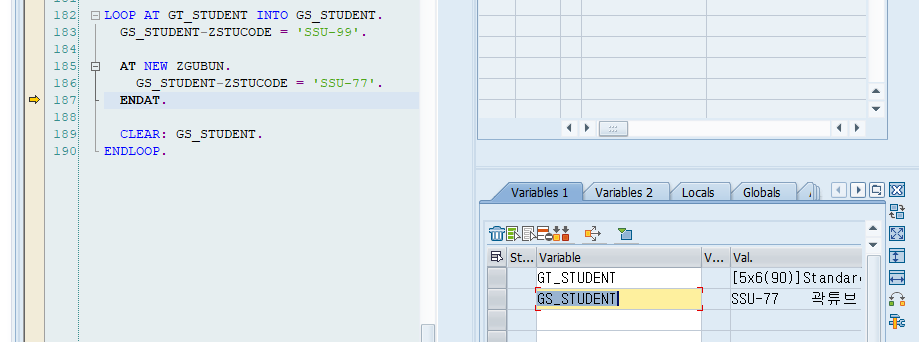 182 LOOP AT GT_STUDENT INTO GS_STUDENT.
183 GS_STUDENT-ZSTUCODE = 'SSU-99'.
184
185 AT NEW ZGUBUN.
186 GS_STUDENT-ZSTUCODE = 'SSU-77'.
187 ENDAT.
188
189 CLEAR: GS_STUDENT.
190 ENDLOOP.
Variables 1 Variables 2 Locals Globals
St... Variable V... Val.
GT_STUDENT [5x6(90)]Standar
GS_STUDENT SSU-77 곽튜브